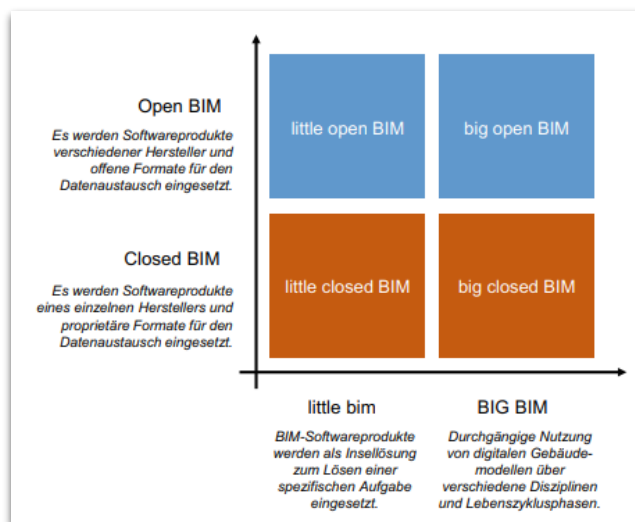 Open BIM
Es werden Softwareprodukte
verschiedener Hersteller und
offene Formate für den
Datenaustausch eingesetzt.
little open BIM
big open BIM
Closed BIM
Es werden Softwareprodukte
eines einzelnen Herstellers und
proprietäre Formate für den
Datenaustausch eingesetzt.
little closed BIM
big closed BIM
little bim
BIM-Softwareprodukte
werden als Insellösung
zum Lösen einer
spezifischen Aufgabe
eingesetzt.
BIG BIM
Durchgängige Nutzung
von digitalen Gebäude-
modellen über
verschiedene Disziplinen
und Lebenszyklusphasen.